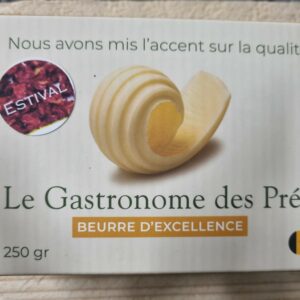 Nous avons mis l'accent sur la qualit
ESTIVAL
Le Gastronome des Pré
BEURRE D'EXCELLENCE
250 gr